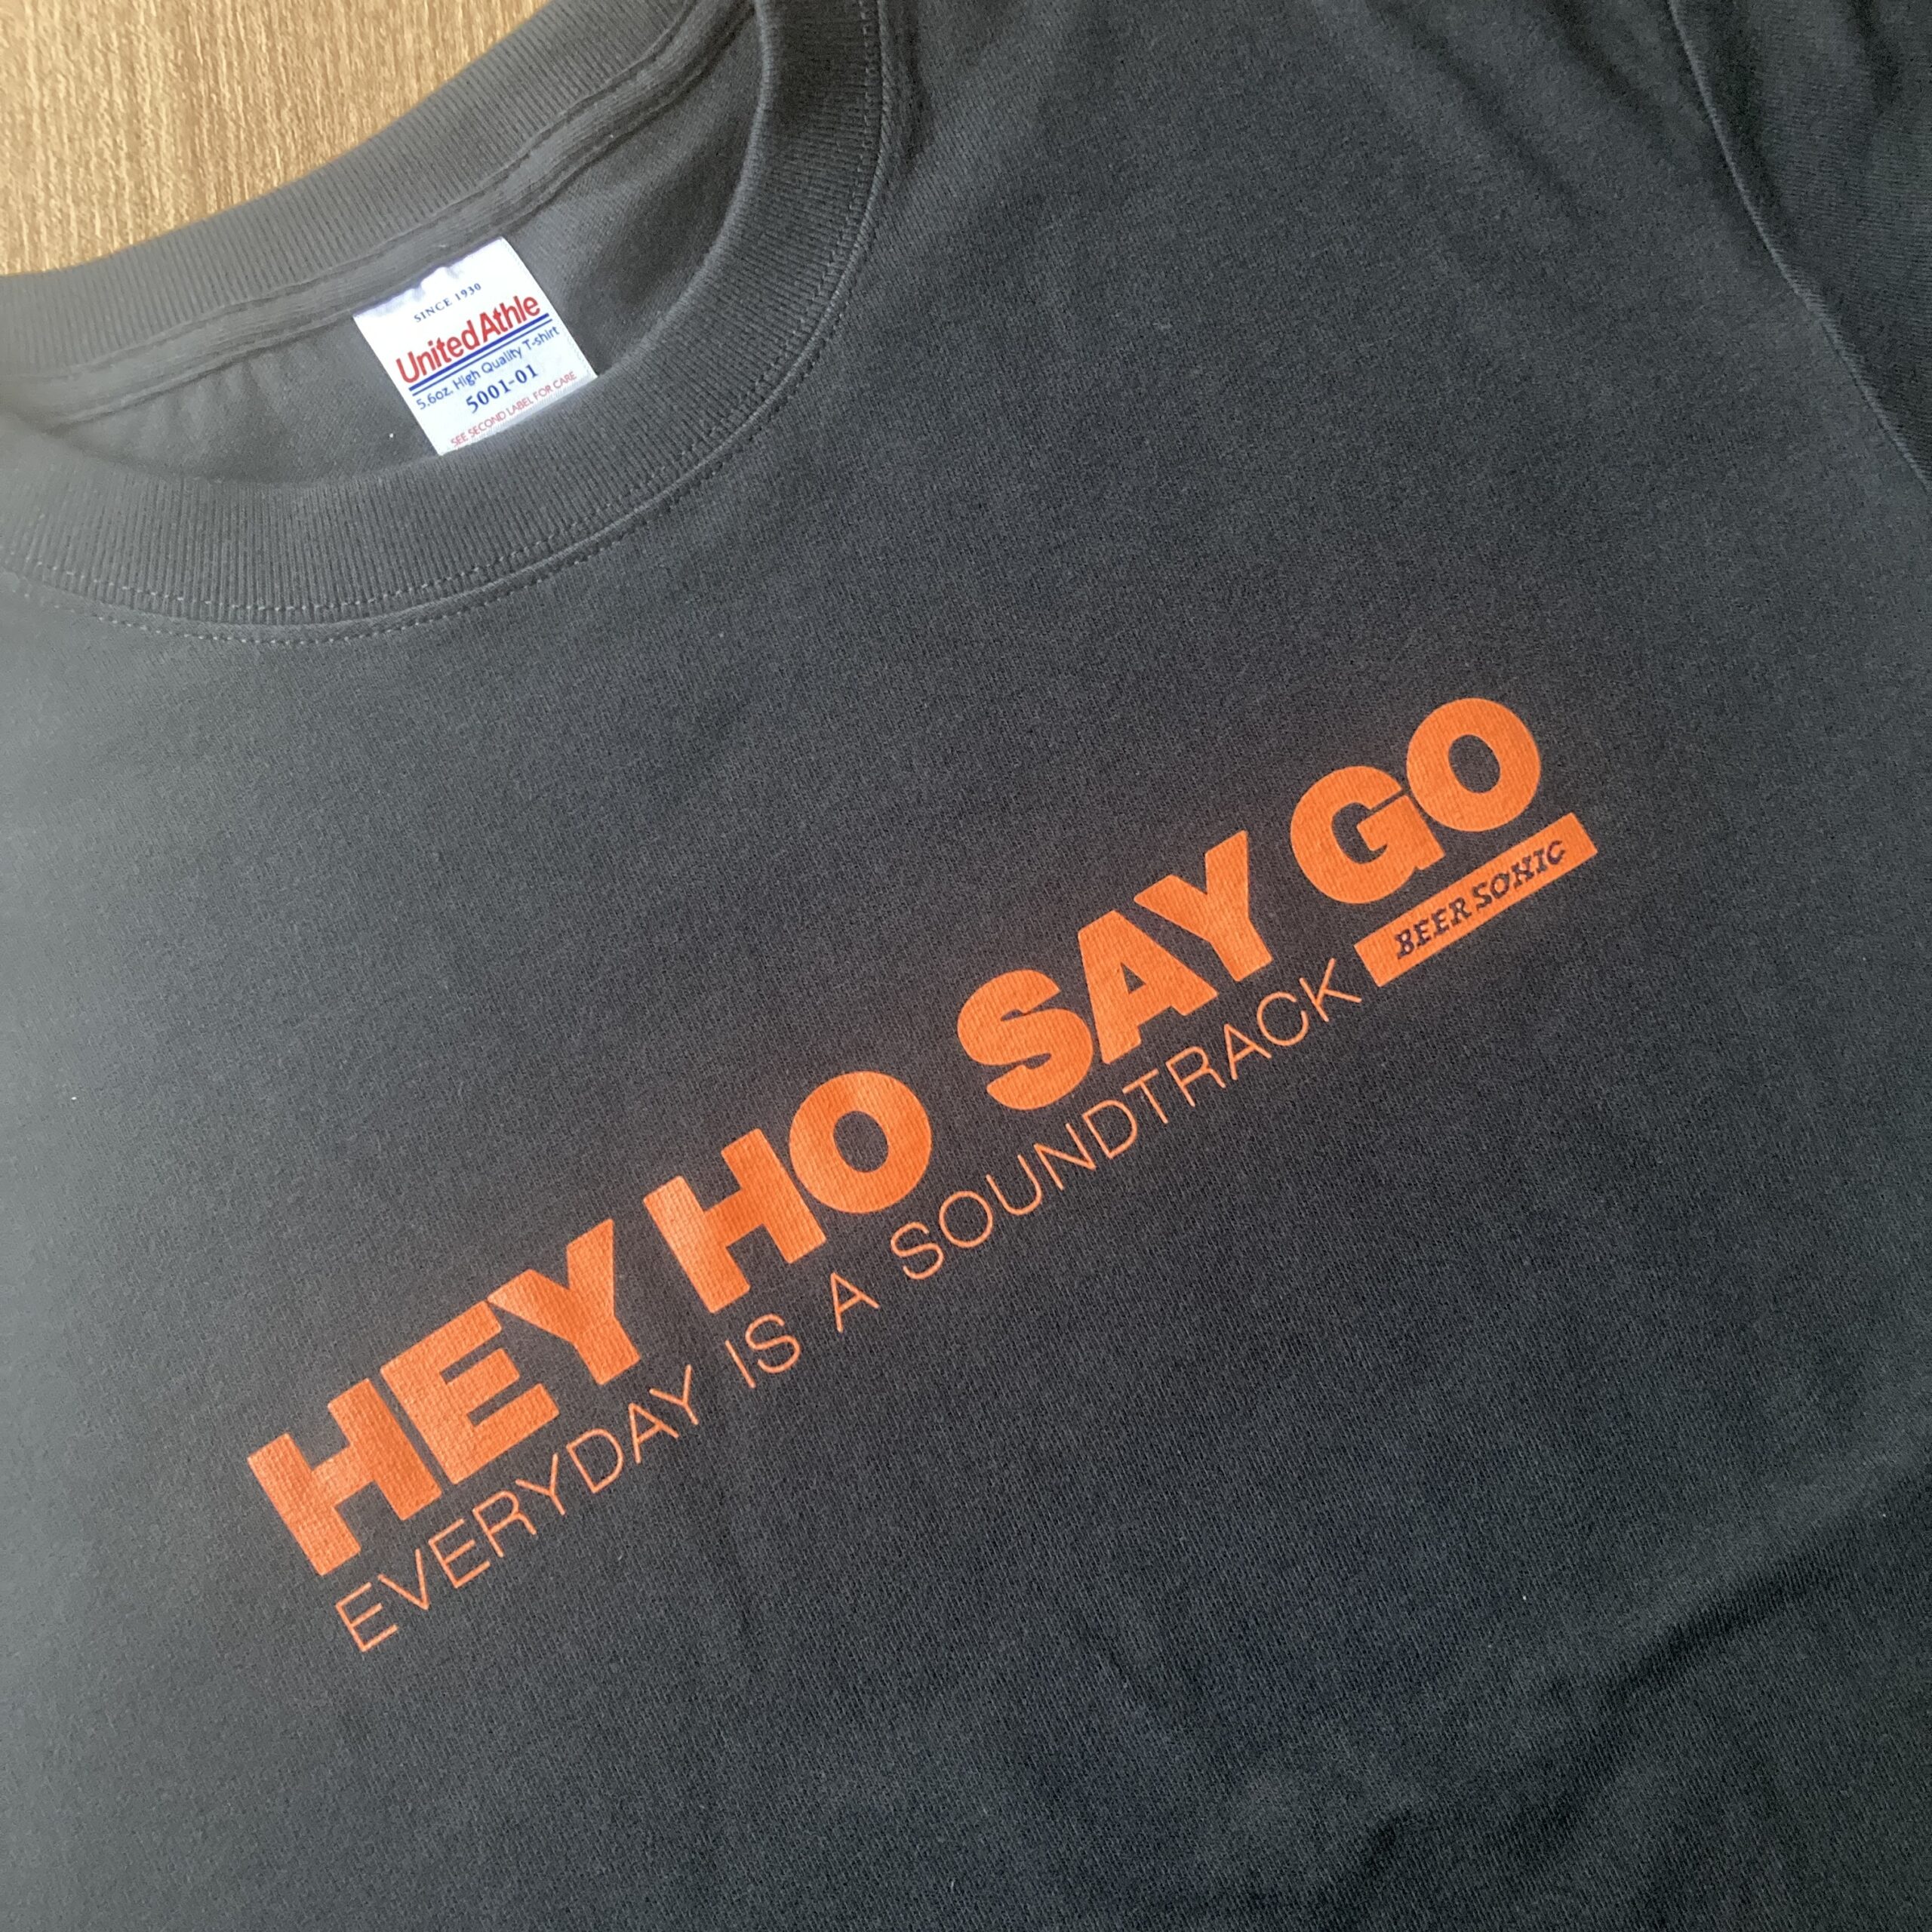 SINCE 1930
UnitedAthle
5.6oz. High Quality T-shirt
5001-01
SEE SECOND LABEL FOR CARE
HEY HO SAY GO
EVERYDAY IS A SOUNDTRACK
BEER SONIC